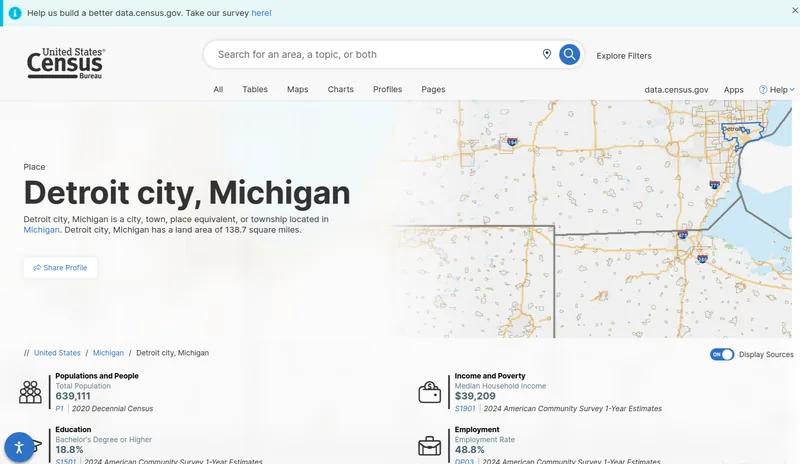 Help us build a better data.census.gov. Take our survey here!
United States®
Census
Bureau
Search for an area, a topic, or both
Explore Filters
All Tables Maps Charts Profiles Pages
data.census.gov Apps Help
Place
Detroit city, Michigan
Detroit city, Michigan is a city, town, place equivalent, or township located in
Michigan. Detroit city, Michigan has a land area of 138.7 square miles.
Share Profile
Detroit
// United States / Michigan / Detroit city, Michigan
ON Display Sources
Populations and People
Total Population
639,111
P1 | 2020 Decennial Census
Income and Poverty
Median Household Income
$39,209
S1901 | 2024 American Community Survey 1-Year Estimates
Education
Bachelor's Degree or Higher
18.8%
S1501 | 2024 American Community Survey 1-Year Estimates
Employment
Employment Rate
48.8%
DP03 | 2024 American Community Survey 1-Year Estimates